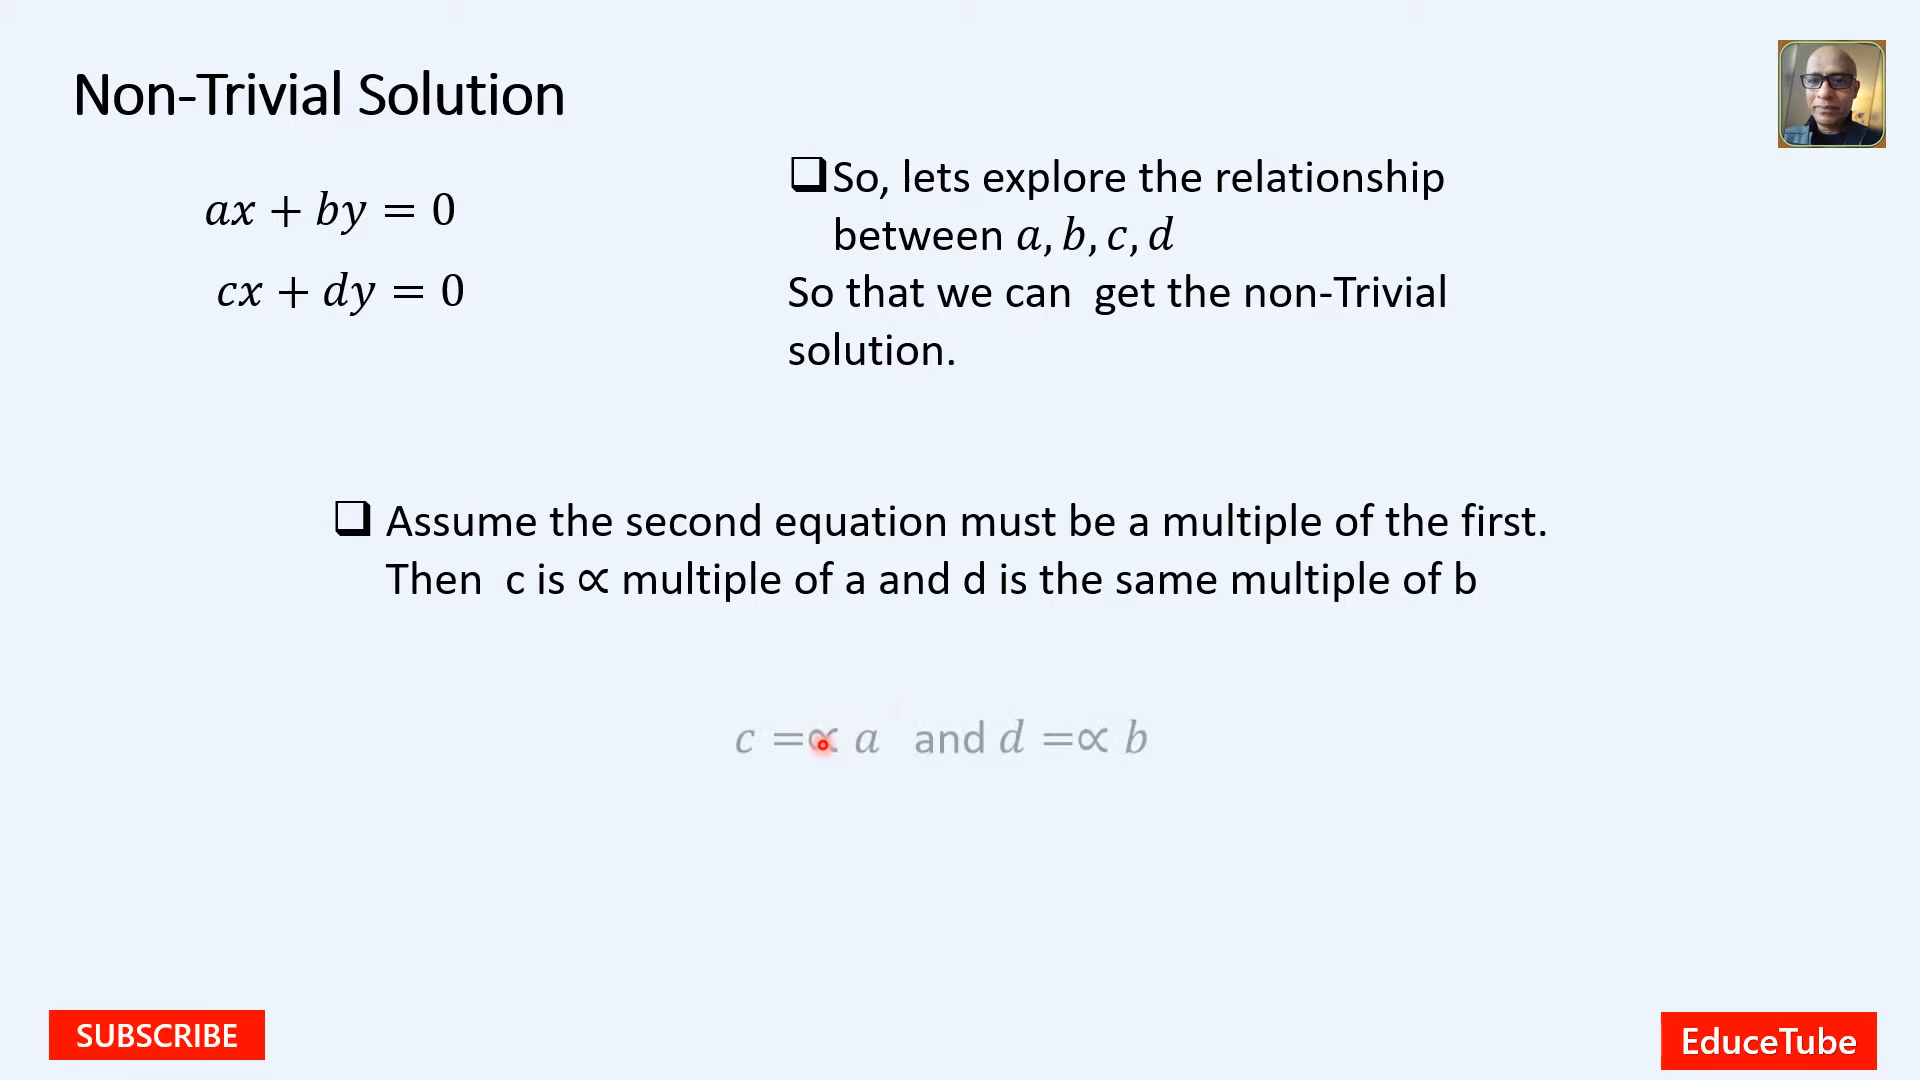 Non-Trivial Solution
ax + by = 0
cx + dy = 0
So, lets explore the relationship
between a, b, c, d
So that we can get the non-Trivial
solution.
Assume the second equation must be a multiple of the first.
Then c is ∝ multiple of a and d is the same multiple of b
c =∝ a and d =∝ b
SUBSCRIBE
EduceTube